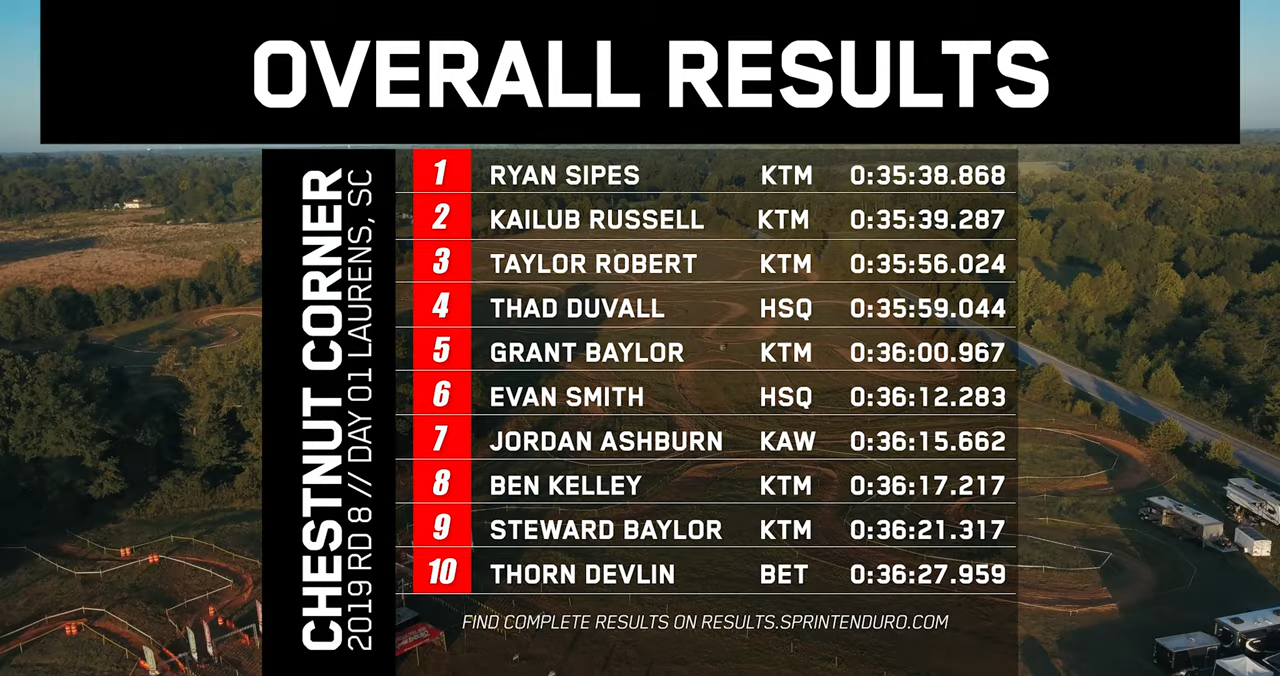 OVERALL RESULTS
CHESTNUT CORNER
2019 RD 8 // DAY 01 LAURENS, SC
1 RYAN SIPES KTM 0:35:38.868
2 KAILUB RUSSELL KTM 0:35:39.287
3 TAYLOR ROBERT KTM 0:35:56.024
4 THAD DUVALL HSQ 0:35:59.044
5 GRANT BAYLOR KTM 0:36:00.967
6 EVAN SMITH HSQ 0:36:12.283
7 JORDAN ASHBURN KAW 0:36:15.662
8 BEN KELLEY KTM 0:36:17.217
9 STEWARD BAYLOR KTM 0:36:21.317
10 THORN DEVLIN BET 0:36:27.959
FIND COMPLETE RESULTS ON RESULTS.SPRINTENDURO.COM